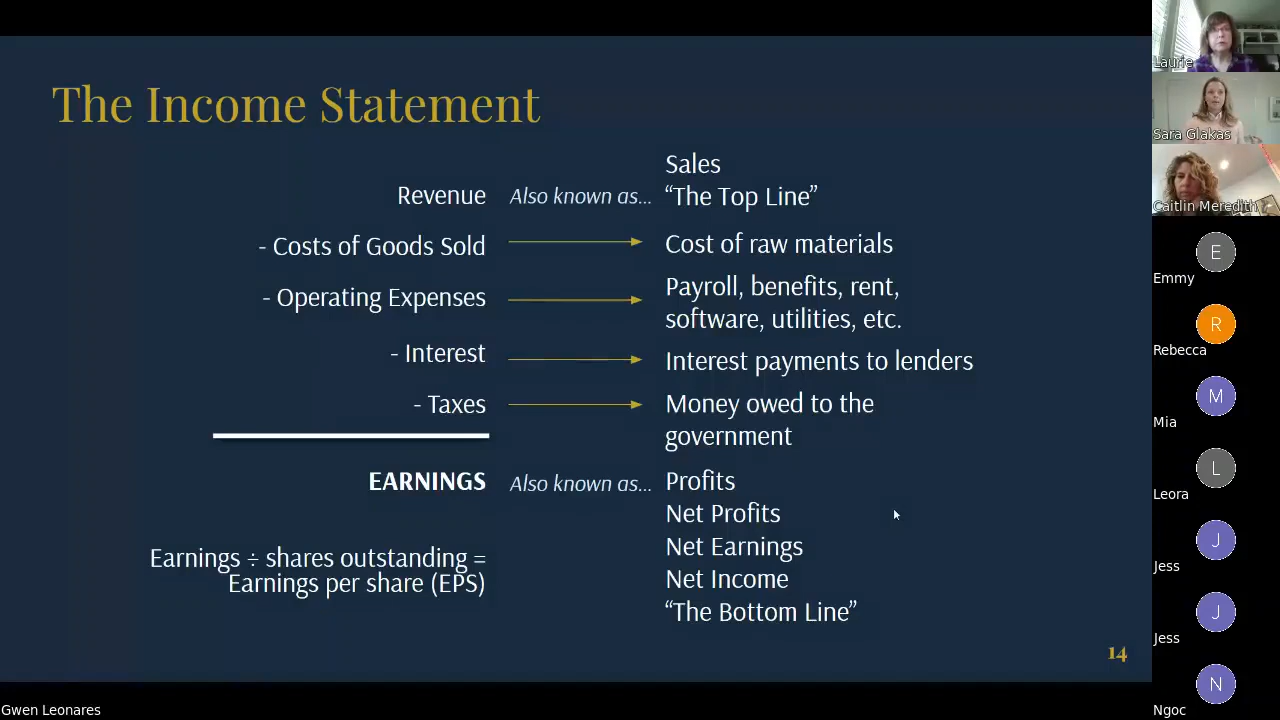 The Income Statement
Revenue
Also known as...
Sales
“The Top Line”
- Costs of Goods Sold
Cost of raw materials
- Operating Expenses
Payroll, benefits, rent,
software, utilities, etc.
- Interest
Interest payments to lenders
- Taxes
Money owed to the
government
EARNINGS
Also known as...
Profits
Net Profits
Net Earnings
Net Income
“The Bottom Line”
Earnings ÷ shares outstanding =
Earnings per share (EPS)
14
Gwen Leonares
Laurie
Sara Glakas
Caitlin Meredith
E
Emmy
R
Rebecca
M
Mia
L
Leora
J
Jess
J
Jess
N
Ngoc